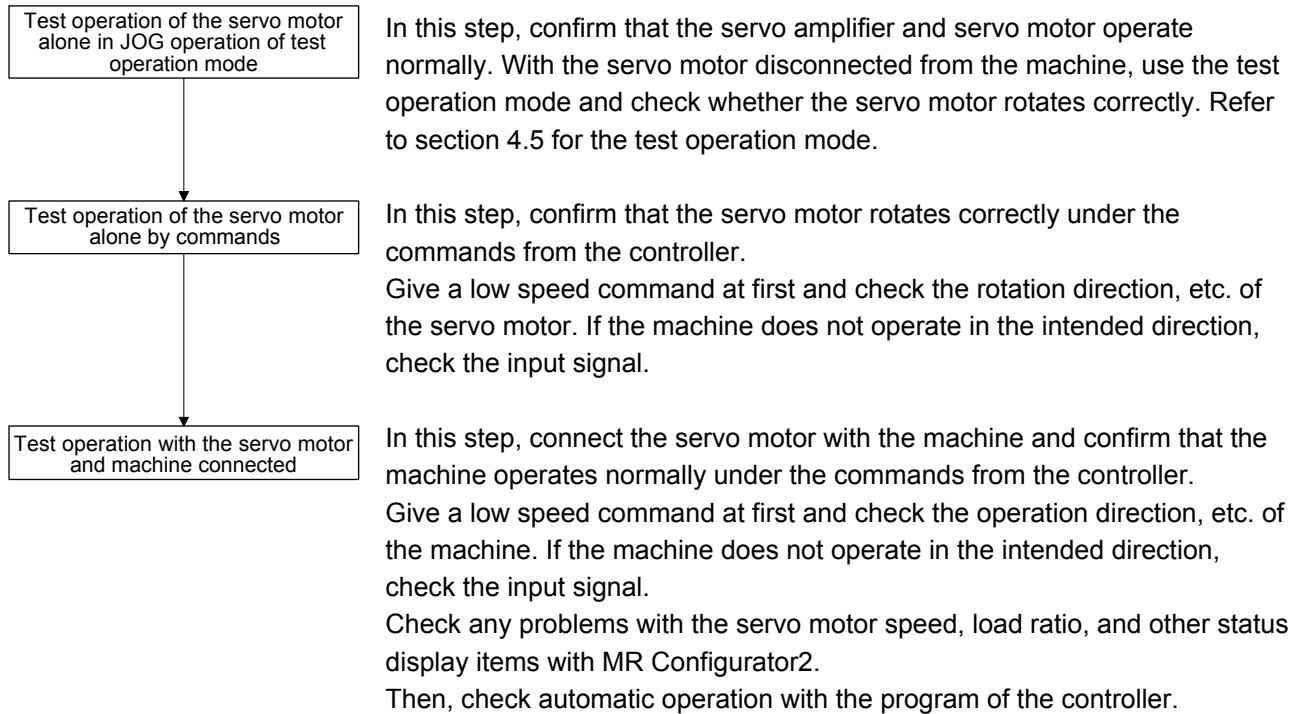 Test operation of the servo motor
alone in JOG operation of test
operation mode
In this step, confirm that the servo amplifier and servo motor operate
normally. With the servo motor disconnected from the machine, use the test
operation mode and check whether the servo motor rotates correctly. Refer
to section 4.5 for the test operation mode.
Test operation of the servo motor
alone by commands
In this step, confirm that the servo motor rotates correctly under the
commands from the controller.
Give a low speed command at first and check the rotation direction, etc. of
the servo motor. If the machine does not operate in the intended direction,
check the input signal.
Test operation with the servo motor
and machine connected
In this step, connect the servo motor with the machine and confirm that the
machine operates normally under the commands from the controller.
Give a low speed command at first and check the operation direction, etc. of
the machine. If the machine does not operate in the intended direction,
check the input signal.
Check any problems with the servo motor speed, load ratio, and other status
display items with MR Configurator2.
Then, check automatic operation with the program of the controller.